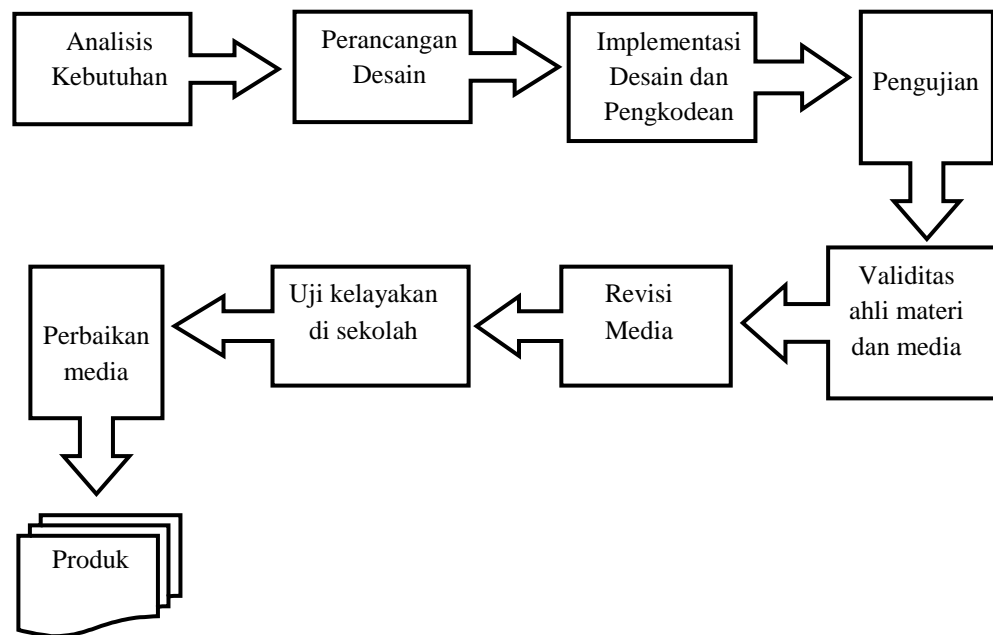 Analisis
Kebutuhan
Perancangan
Desain
Implementasi
Desain dan
Pengkodean
Pengujian
Validitas
ahli materi
dan media
Revisi
Media
Uji kelayakan
di sekolah
Perbaikan
media
Produk